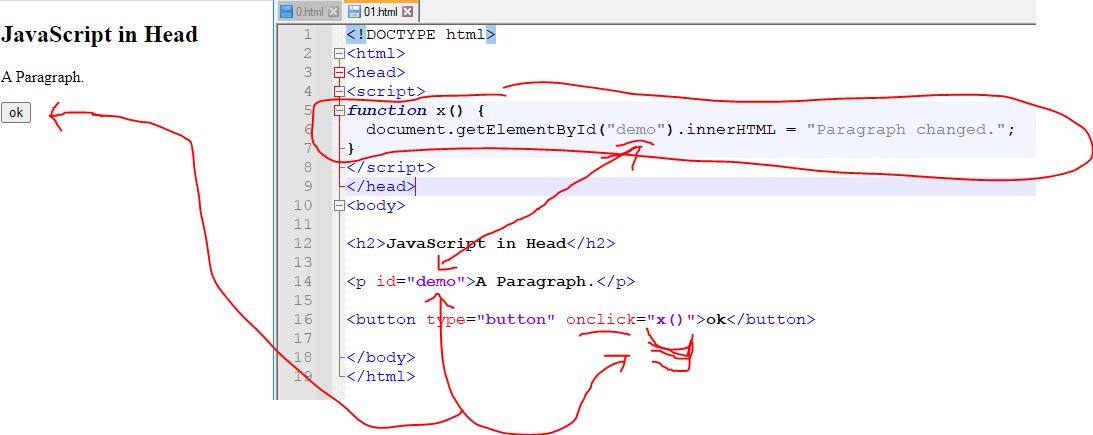 JavaScript in Head
A Paragraph.
ok
0.html 01.html
1 <!DOCTYPE html>
2 <html>
3 <head>
4 <script>
5 function x() {
6 document.getElementById("demo").innerHTML = "Paragraph changed.";
7 }
8 </script>
9 </head>
10 <body>
11
12 <h2>JavaScript in Head</h2>
13
14 <p id="demo">A Paragraph.</p>
15
16 <button type="button" onclick="x()">ok</button>
17
18 </body>
19 </html>